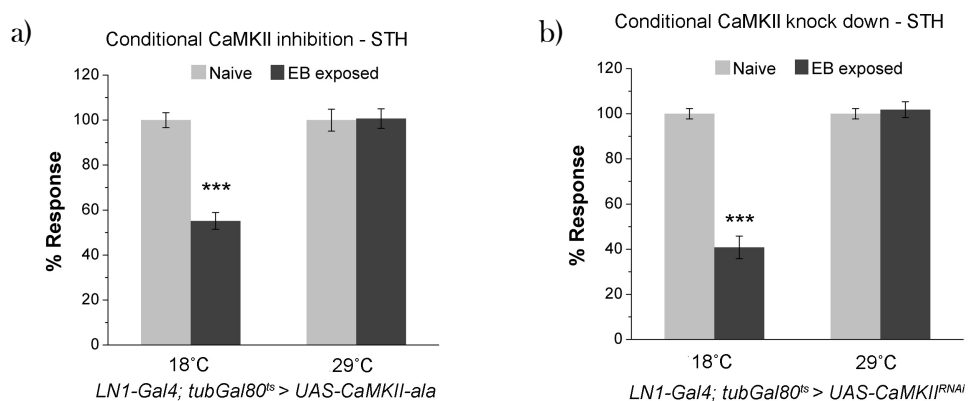 a)
Conditional CaMKII inhibition - STH
Naive EB exposed
120
100
80
60
40
20
0
% Response
***
18°C 29°C
LN1-Gal4; tubGal80ts > UAS-CaMKII-ala
b)
Conditional CaMKII knock down - STH
Naive EB exposed
120
100
80
60
40
20
0
% Response
***
18°C 29°C
LN1-Gal4; tubGal80ts > UAS-CaMKIIRNAi